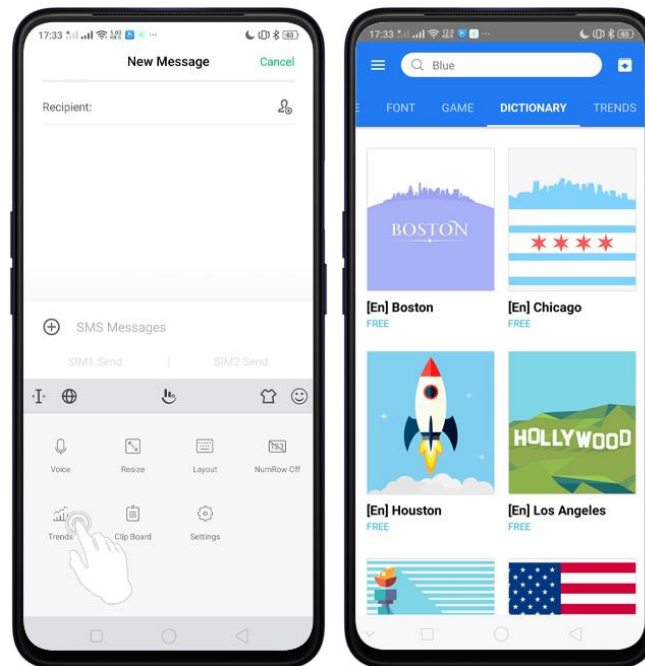 17:33
New Message
Cancel
Recipient:
SMS Messages
SIM1 Send | SIM2 Send
Voice
Resize
Layout
NumRow Off
Trends
Clip Board
Settings
17:33
Blue
FONT
GAME
DICTIONARY
TRENDS
BOSTON
[En] Boston
FREE
[En] Chicago
FREE
HOLLYWOOD
[En] Houston
FREE
[En] Los Angeles
FREE